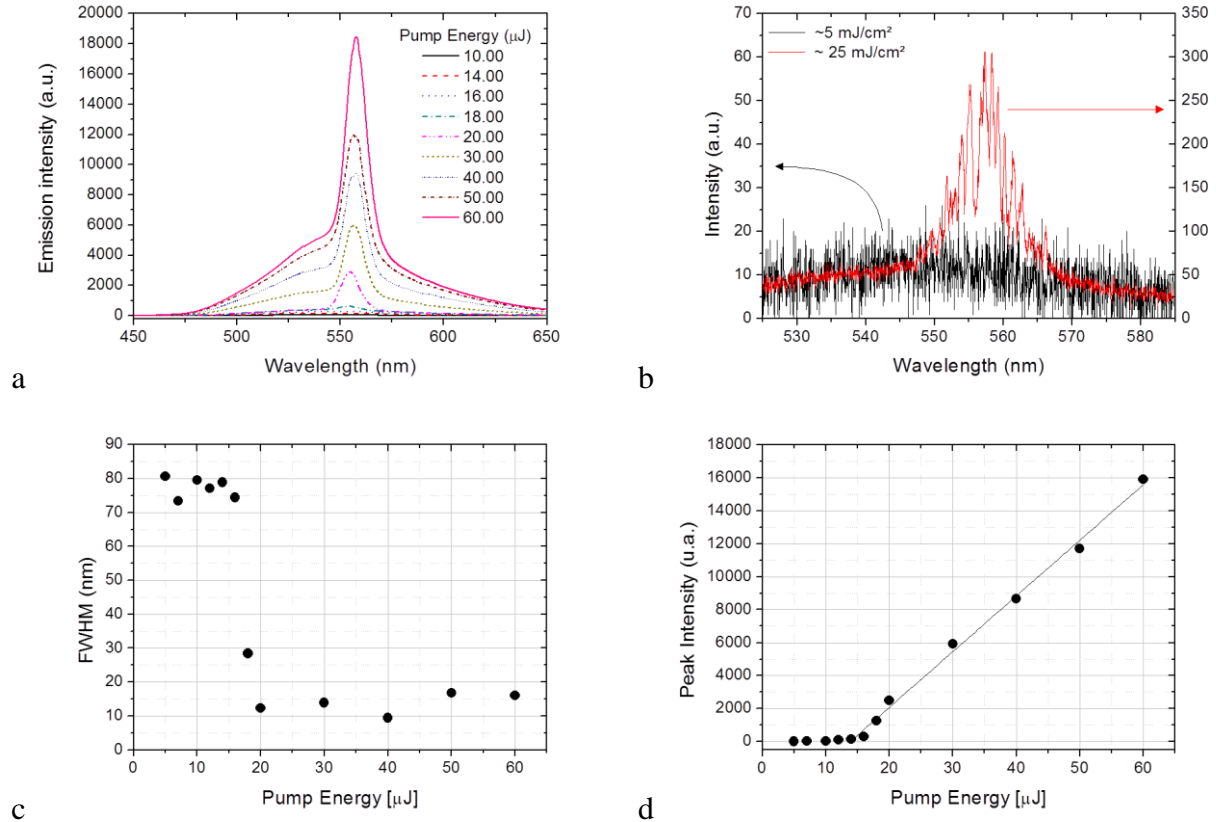 Emission intensity (a.u.)
20000
18000
16000
14000
12000
10000
8000
6000
4000
2000
0
450 500 550 600 650
Wavelength (nm)
Pump Energy (µJ)
10.00
14.00
16.00
18.00
20.00
30.00
40.00
50.00
60.00
a
Intensity (a.u.)
70
60
50
40
30
20
10
0
350
300
250
200
150
100
50
0
~5 mJ/cm²
~ 25 mJ/cm²
530 540 550 560 570 580
Wavelength (nm)
b
FWHM (nm)
90
80
70
60
50
40
30
20
10
0
0 10 20 30 40 50 60
Pump Energy [µJ]
c
Peak Intensity (u.a.)
18000
16000
14000
12000
10000
8000
6000
4000
2000
0
0 10 20 30 40 50 60
Pump Energy [µJ]
d